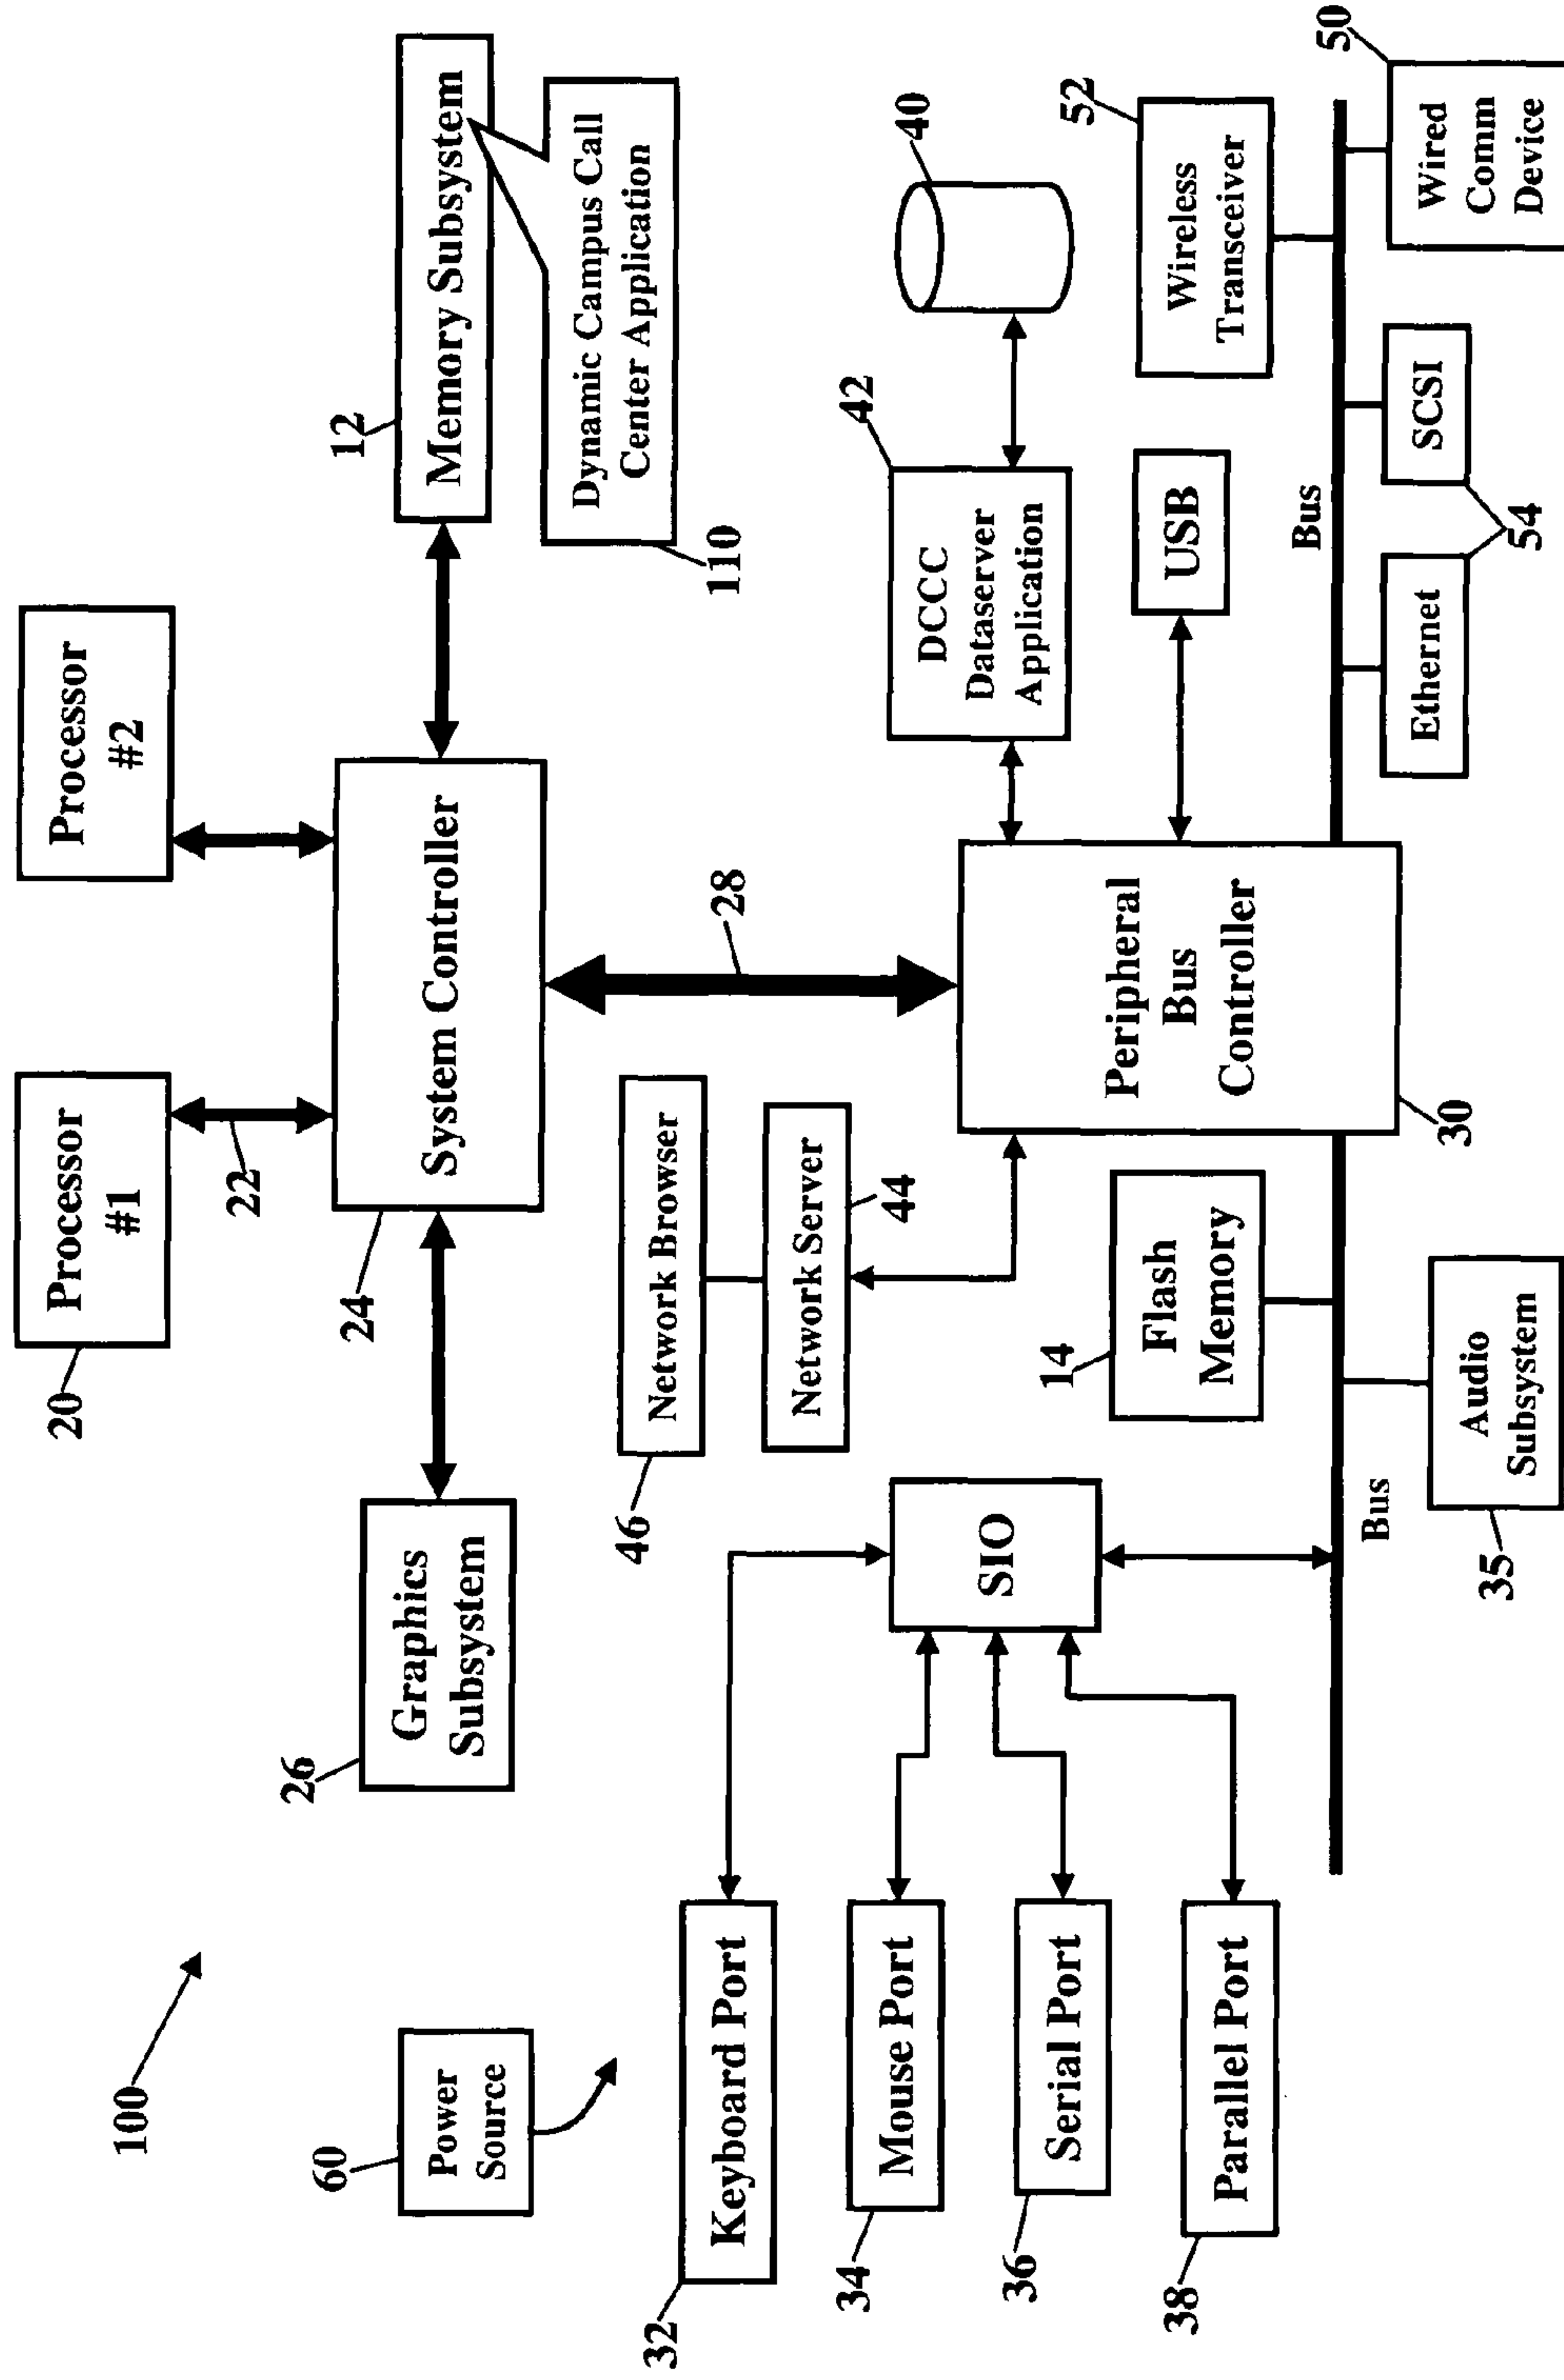 100
60
Power
Source
20
Processor
#1
22
Processor
#2
26
Graphics
Subsystem
24
System Controller
12
Memory Subsystem
Dynamic Campus Call
Center Application
110
28
46
Network Browser
Network Server
44
32
Keyboard Port
34
Mouse Port
36
Serial Port
38
Parallel Port
SIO
14
Flash
Memory
Peripheral
Bus
Controller
30
42
DCCC
Dataserver
Application
40
USB
52
Wireless
Transceiver
Bus
Bus
35
Audio
Subsystem
Ethernet
SCSI
54
50
Wired
Comm
Device